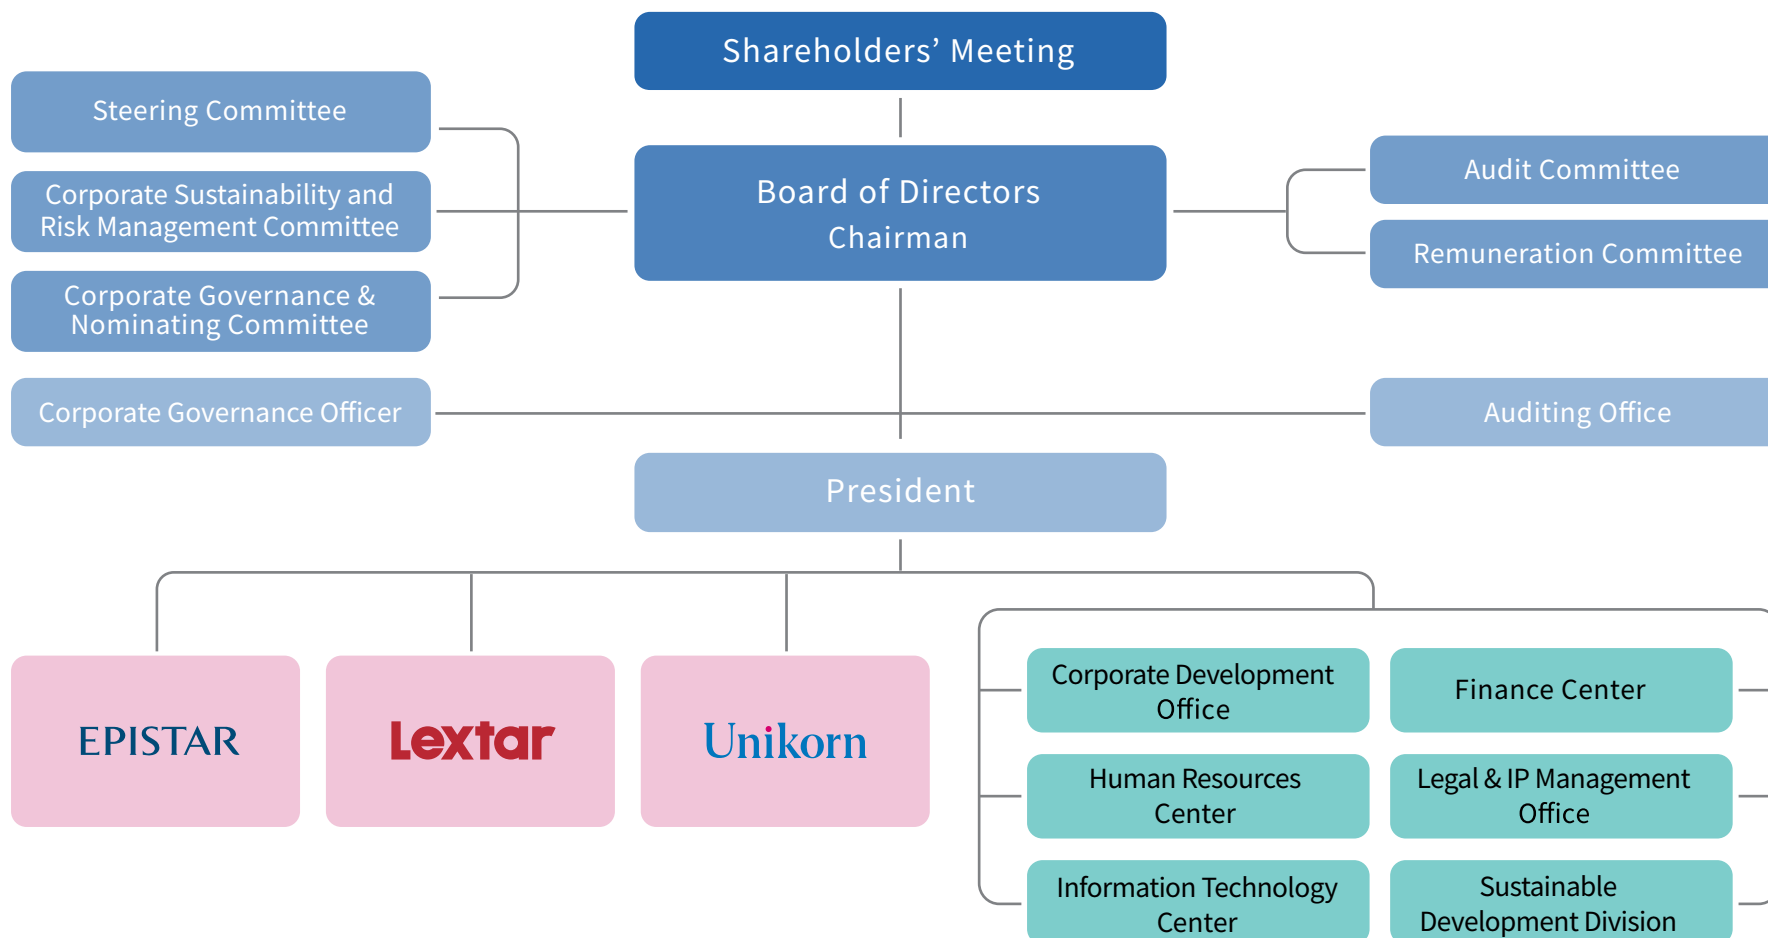 Shareholders’ Meeting
Steering Committee
Corporate Sustainability and
Risk Management Committee
Corporate Governance &
Nominating Committee
Board of Directors
Chairman
Audit Committee
Remuneration Committee
Corporate Governance Officer
Auditing Office
President
EPISTAR
Lextar
Unikorn
Corporate Development
Office
Finance Center
Human Resources
Center
Legal & IP Management
Office
Information Technology
Center
Sustainable
Development Division